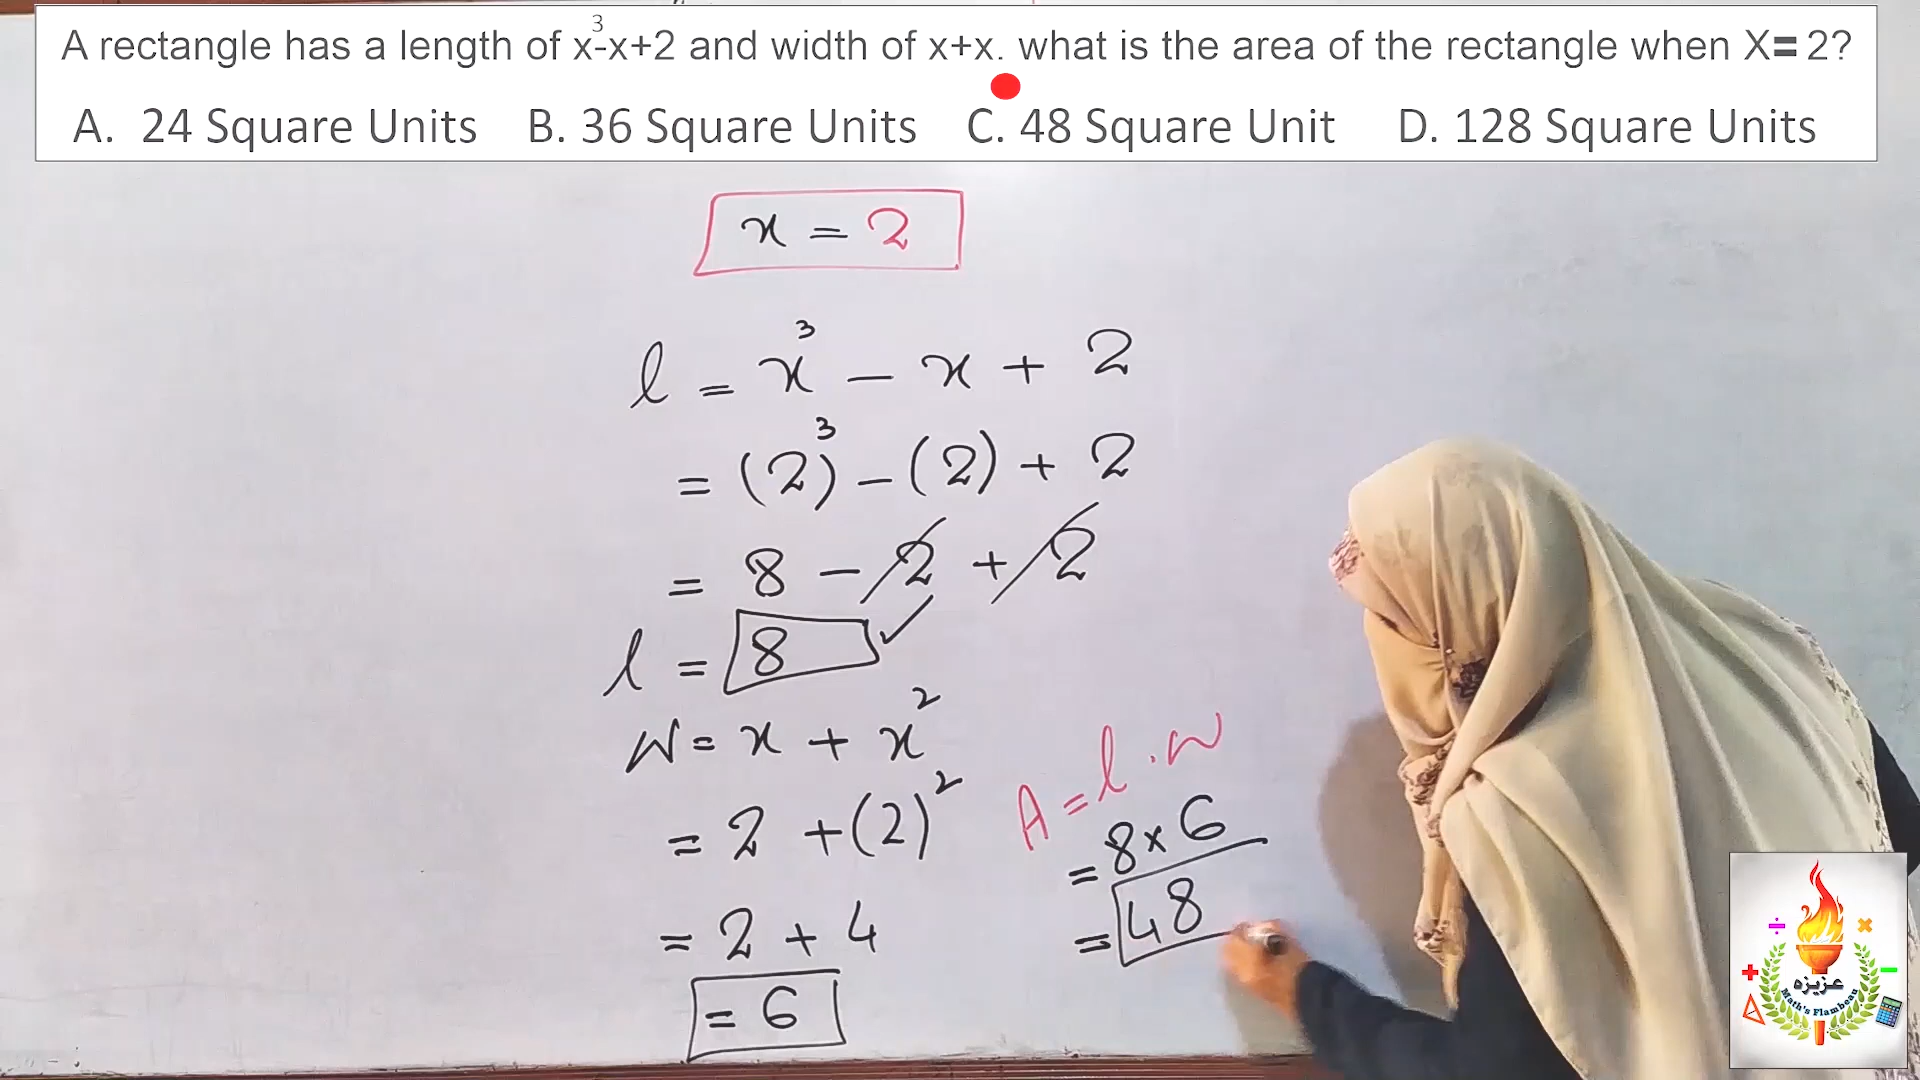 A rectangle has a length of x³-x+2 and width of x+x. what is the area of the rectangle when X= 2?
A. 24 Square Units B. 36 Square Units C. 48 Square Unit D. 128 Square Units
x = 2
l = x³ - x + 2
= (2)³ - (2) + 2
= 8 - 2 + 2
l = 8
W = x + x²
= 2 + (2)²
= 2 + 4
= 6
A = l . w
= 8 × 6
= 48
عزیزہ
Math's Flambeau